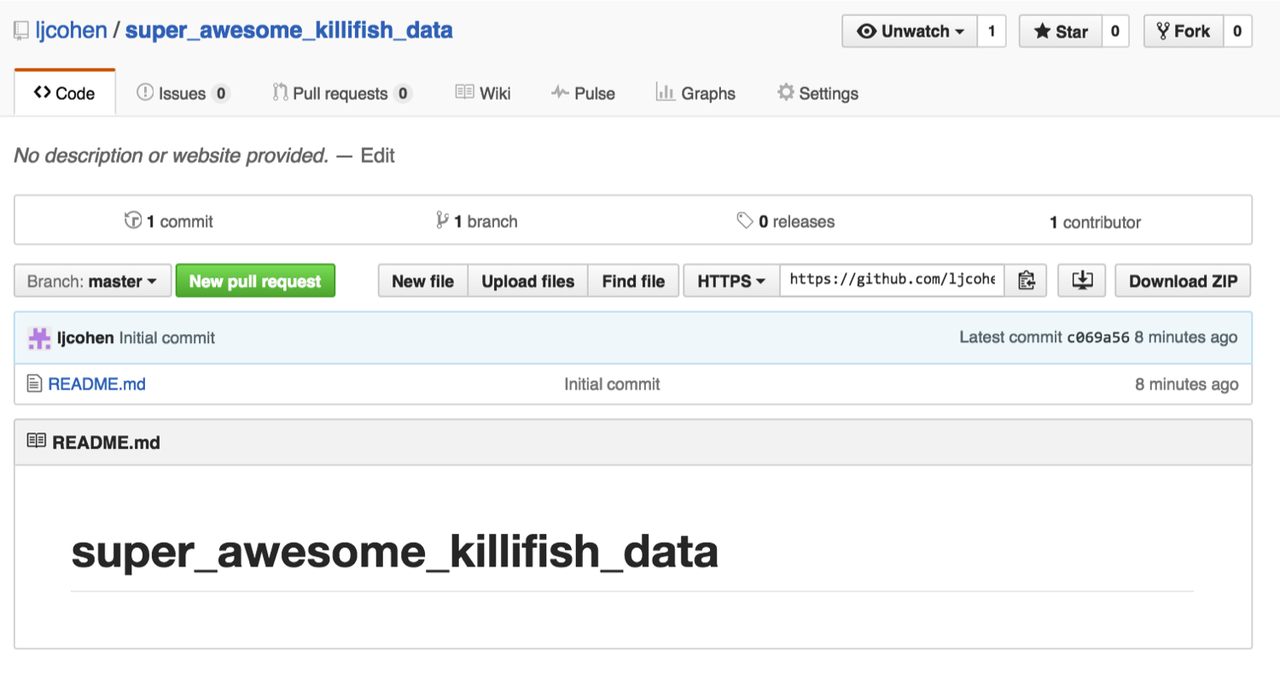 ljcohen / super_awesome_killifish_data
Unwatch 1 Star 0 Fork 0
Code Issues 0 Pull requests 0 Wiki Pulse Graphs Settings
No description or website provided. — Edit
1 commit 1 branch 0 releases 1 contributor
Branch: master New pull request New file Upload files Find file HTTPS https://github.com/ljcohe Download ZIP
ljcohen Initial commit Latest commit c069a56 8 minutes ago
README.md Initial commit 8 minutes ago
README.md
super_awesome_killifish_data